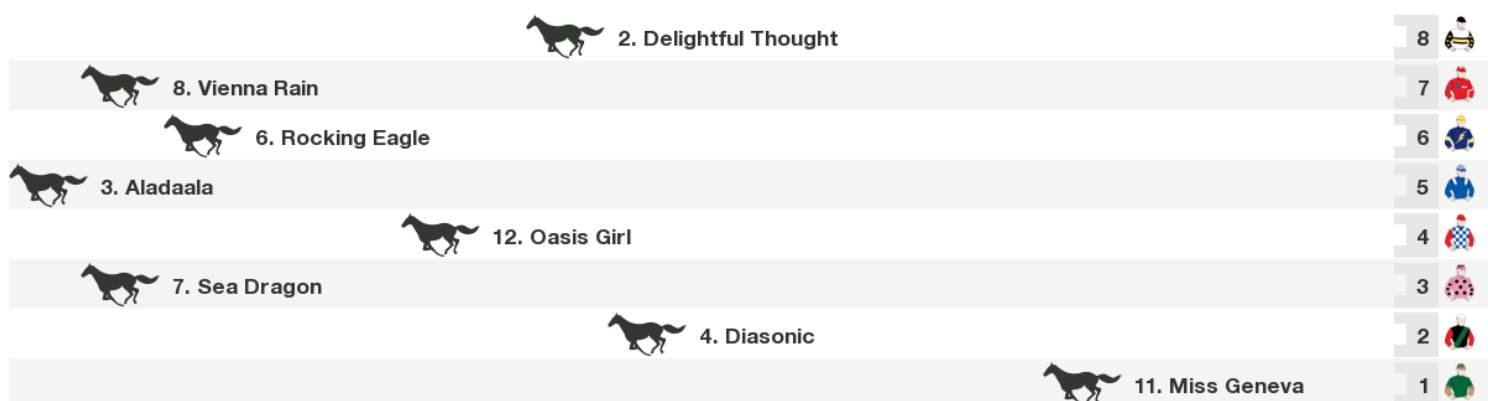 2. Delightful Thought 8
8. Vienna Rain 7
6. Rocking Eagle 6
3. Aladaala 5
12. Oasis Girl 4
7. Sea Dragon 3
4. Diasonic 2
11. Miss Geneva 1